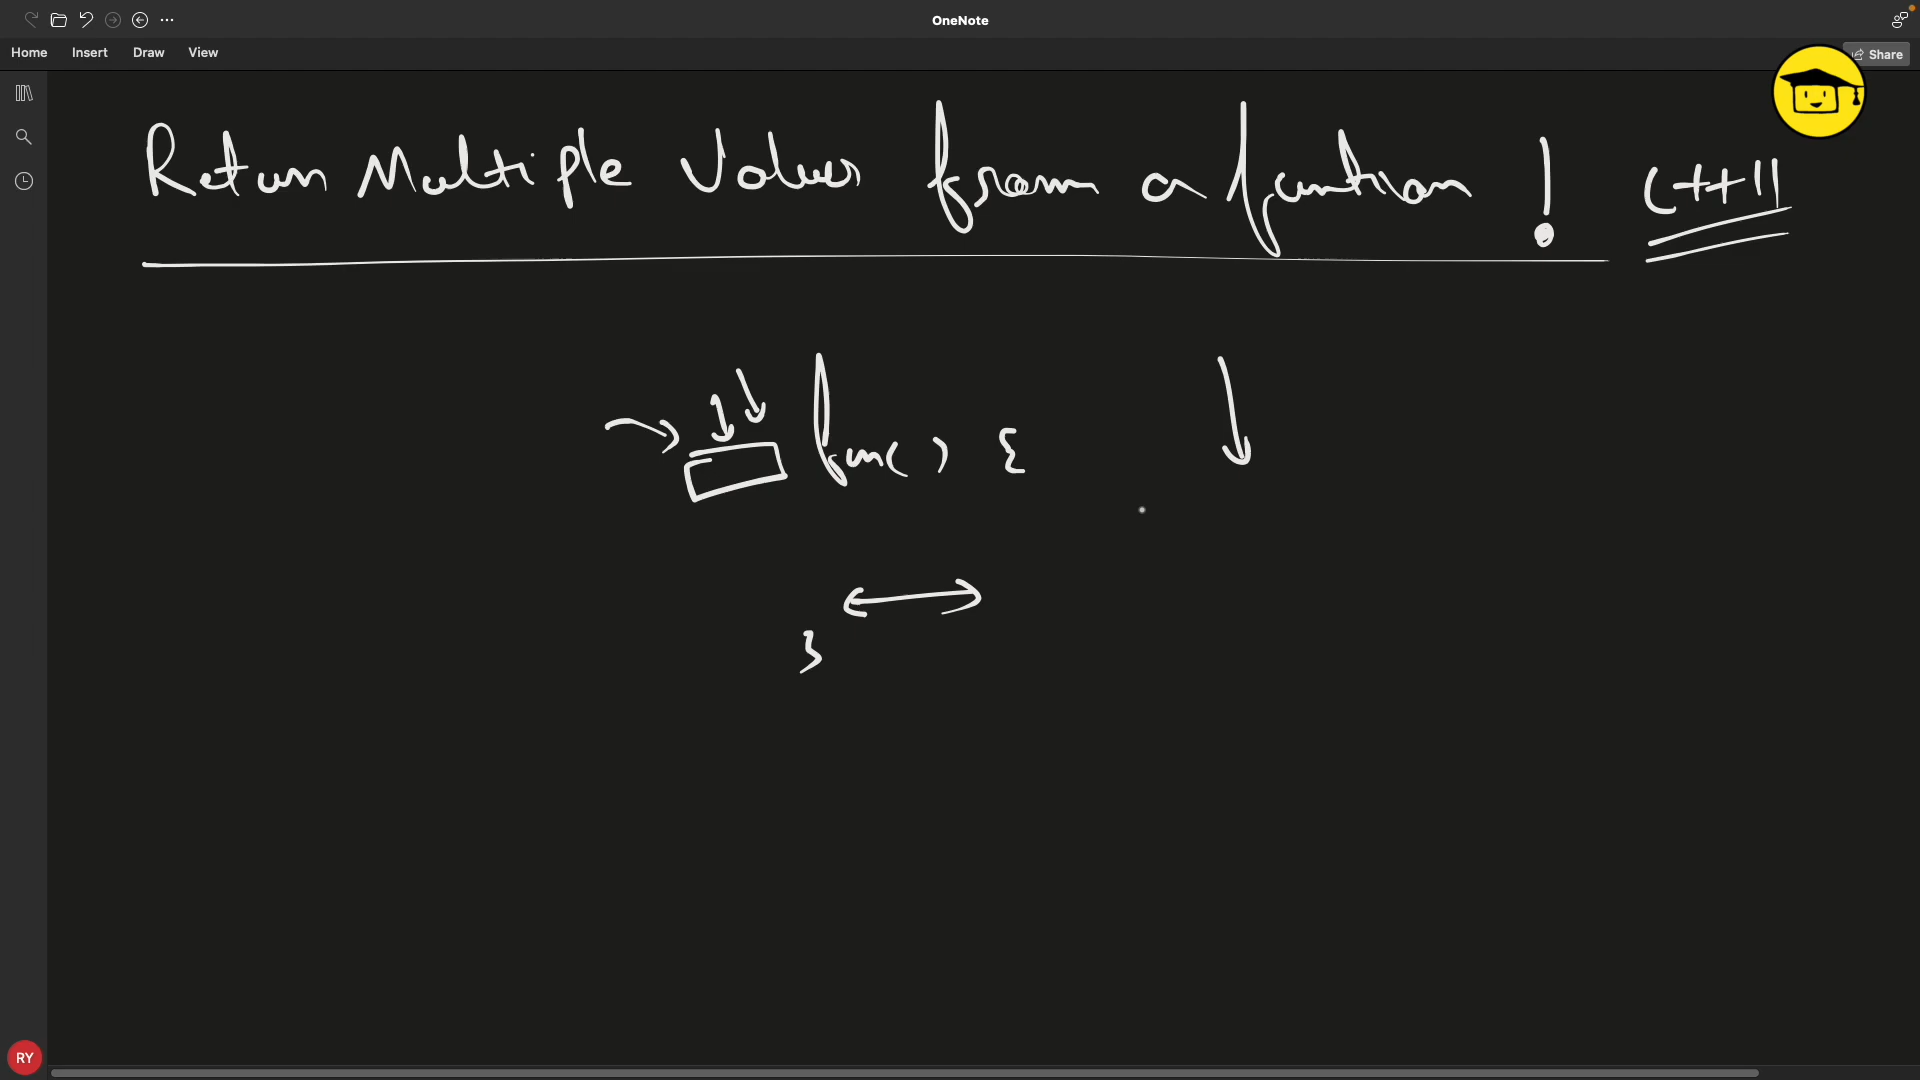 OneNote
Home Insert Draw View Share
Return Multiple Values from a function ! C++11
func( ) {
}
RY